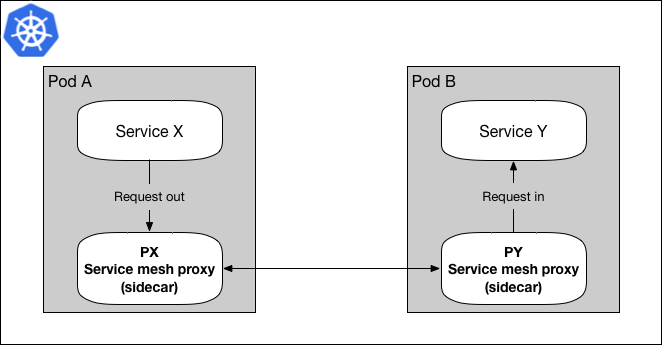 Pod A
Service X
Request out
PX
Service mesh proxy
(sidecar)
Pod B
Service Y
Request in
PY
Service mesh proxy
(sidecar)